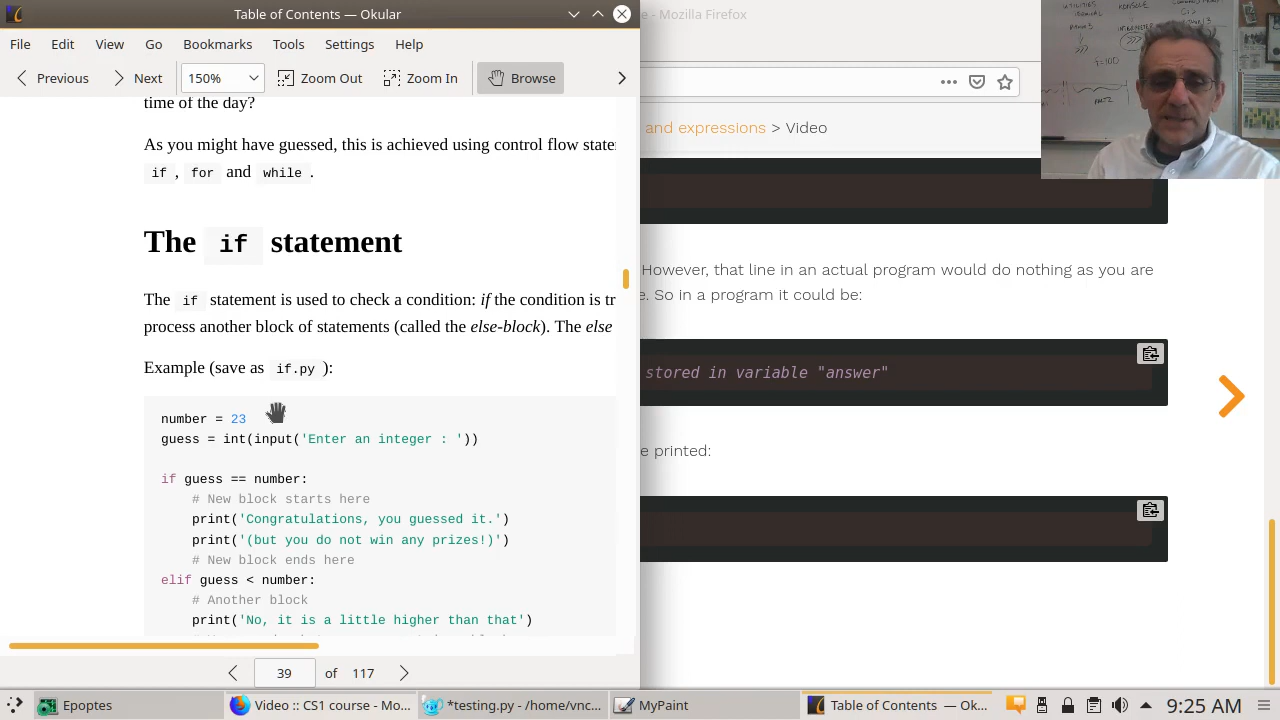 Table of Contents — Okular
e - Mozilla Firefox
File Edit View Go Bookmarks Tools Settings Help
Previous Next 150% Zoom Out Zoom In Browse
time of the day?
As you might have guessed, this is achieved using control flow state
if , for and while .
The if statement
The if statement is used to check a condition: if the condition is tr
process another block of statements (called the else-block). The else
Example (save as if.py ):
number = 23
guess = int(input('Enter an integer : '))
if guess == number:
# New block starts here
print('Congratulations, you guessed it.')
print('(but you do not win any prizes!)')
# New block ends here
elif guess < number:
# Another block
print('No, it is a little higher than that')
39 of 117
and expressions > Video
However, that line in an actual program would do nothing as you are
e. So in a program it could be:
stored in variable "answer"
e printed:
Epoptes
Video :: CS1 course - Mo...
*testing.py - /home/vnc...
MyPaint
Table of Contents — Ok...
9:25 AM